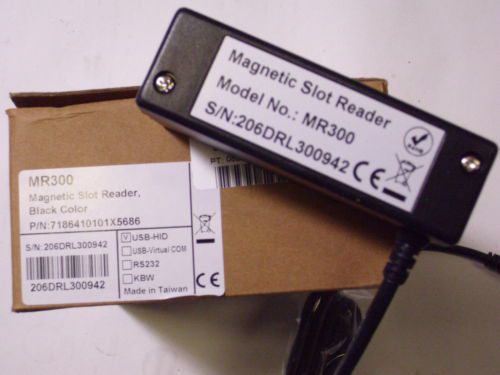 Magnetic Slot Reader
Model No.: MR300
S/N:206DRL300942
CE
MR300
Magnetic Slot Reader,
Black Color
P/N:7186410101X5686
S/N: 206DRL300942
206DRL300942
V USB-HID
USB-Virtual COM
RS232
KBW
CE
Made in Taiwan
PT